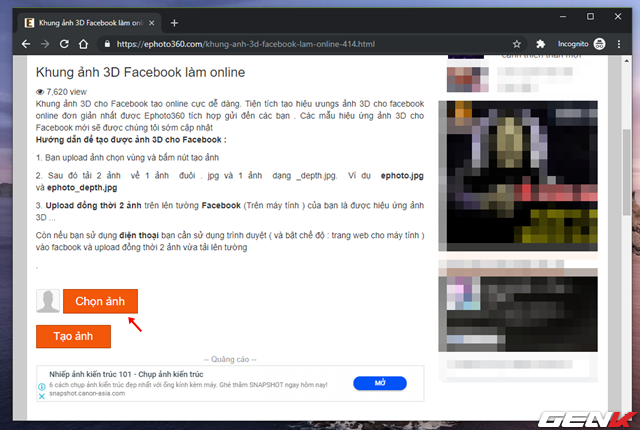 Khung ảnh 3D Facebook làm onlin
https://ephoto360.com/khung-anh-3d-facebook-lam-online-414.html
Incognito
Khung ảnh 3D Facebook làm online
7,620 view
Khung ảnh 3D cho Facebook tạo online cực dễ dàng. Tiện tích tạo hiệu ưungs ảnh 3D cho facebook
online đơn giản nhất được Ephoto360 tích hợp gửi đến các bạn . Các mẫu hiệu ứng ảnh 3D cho
Facebook mới sẽ được chúng tôi sớm cập nhật
Hướng dẫn để tạo được ảnh 3D cho Facebook :
1. Bạn upload ảnh chọn vùng và bấm nút tạo ảnh
2. Sau đó tải 2 ảnh về 1 ảnh đuôi . jpg và 1 ảnh dạng _depth.jpg. Ví dụ ephoto.jpg
và ephoto_depth.jpg
3. Upload đồng thời 2 ảnh trên lên tường Facebook (Trên máy tính ) của bạn là được hiệu ứng ảnh
3D ...
Còn nếu bạn sử dụng điện thoại bạn cần sử dụng trình duyệt ( và bật chế độ : trang web cho máy tính )
vào facbook và upload đồng thời 2 ảnh vừa tải lên tường
.
Chọn ảnh
Tạo ảnh
-- Quảng cáo --
Nhiếp ảnh kiến trúc 101 - Chụp ảnh kiến trúc
6 cách chụp ảnh kiến trúc đẹp nhất với ống kính kèm máy. Ghé thăm SNAPSHOT ngay hôm nay!
snapshot.canon-asia.com
MỞ
GENK